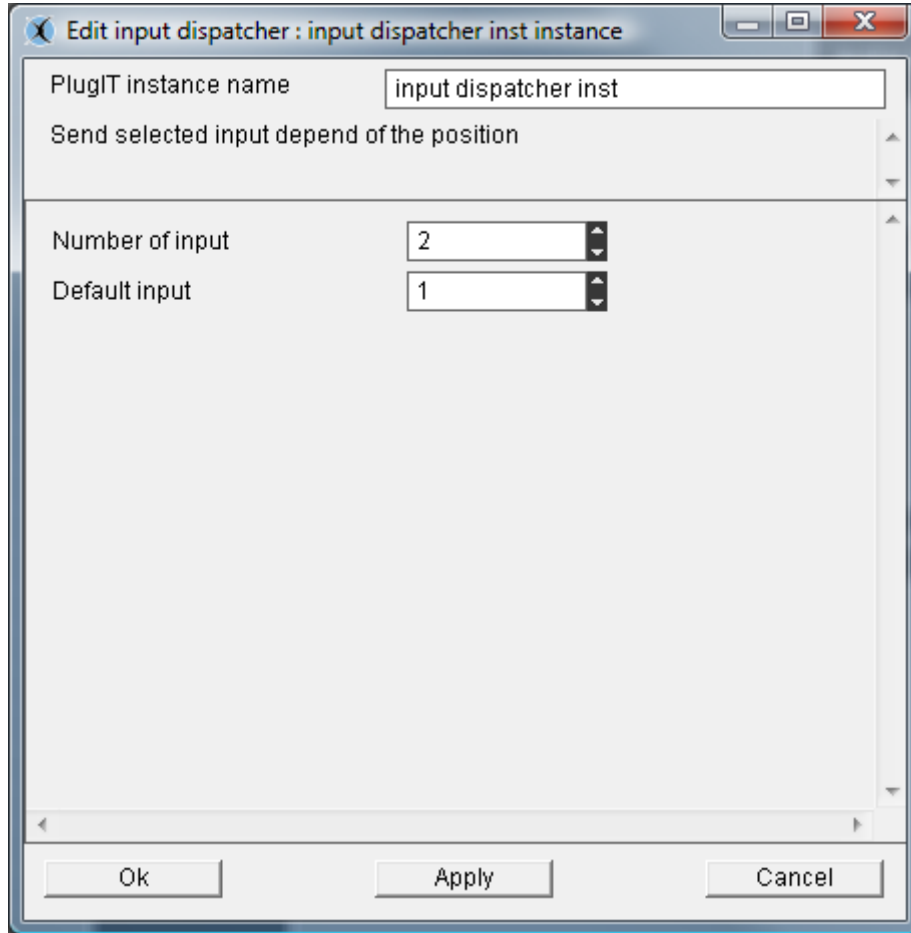 Edit input dispatcher : input dispatcher inst instance
PlugIT instance name input dispatcher inst
Send selected input depend of the position
Number of input 2
Default input 1
Ok Apply Cancel